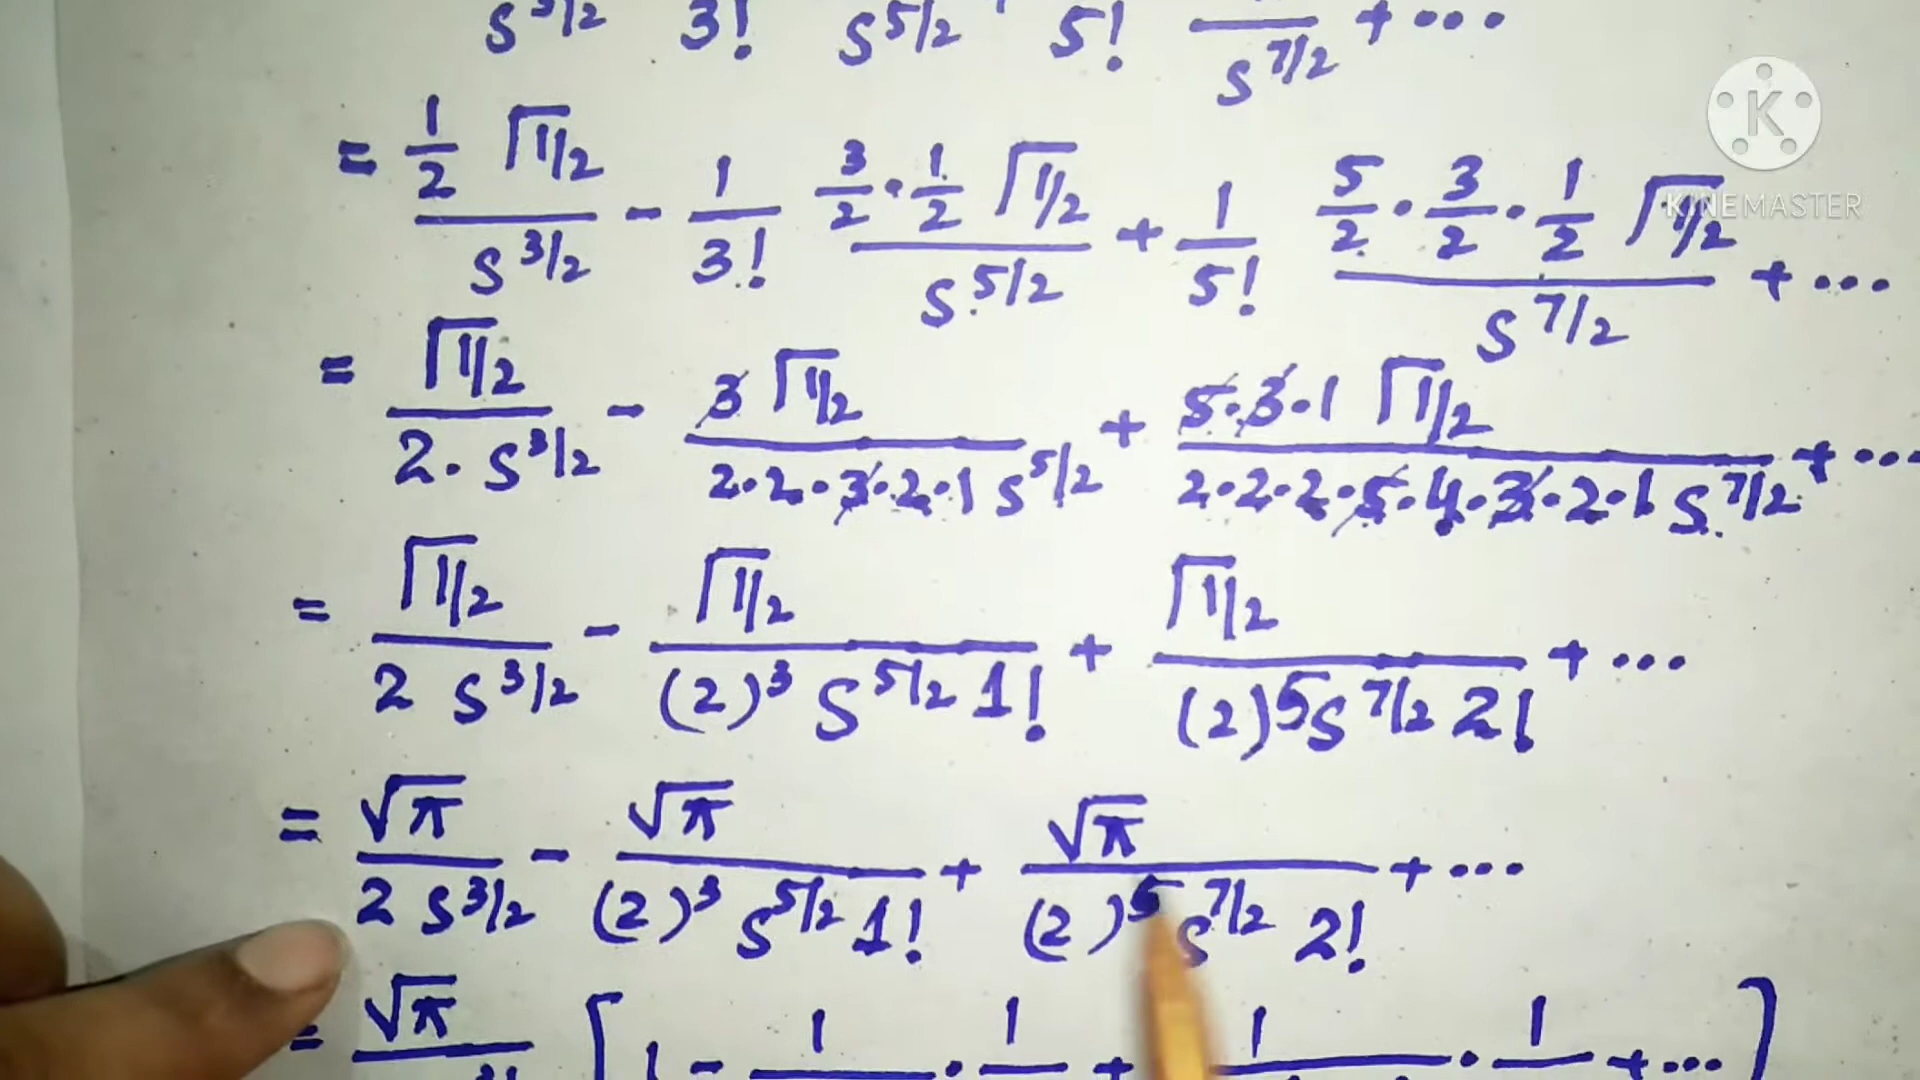 s^3/2 3! s^5/2 5! s^7/2 + ...
= 1/2 Γ1/2 / s^3/2 - 1/3! 3/2 · 1/2 Γ1/2 / s^5/2 + 1/5! 5/2 · 3/2 · 1/2 Γ1/2 / s^7/2 + ...
K
KINEMASTER
= Γ1/2 / 2 · s^3/2 - 3 Γ1/2 / 2·2·3·2·1 s^5/2 + 5·3·1 Γ1/2 / 2·2·2·5·4·3·2·1 s^7/2 + ...
= Γ1/2 / 2 s^3/2 - Γ1/2 / (2)^3 s^5/2 1! + Γ1/2 / (2)^5 s^7/2 2! + ...
= √π / 2 s^3/2 - √π / (2)^3 s^5/2 1! + √π / (2)^5 s^7/2 2! + ...
= √π [ 1 - 1 · 1 + 1 · 1 + ... ]